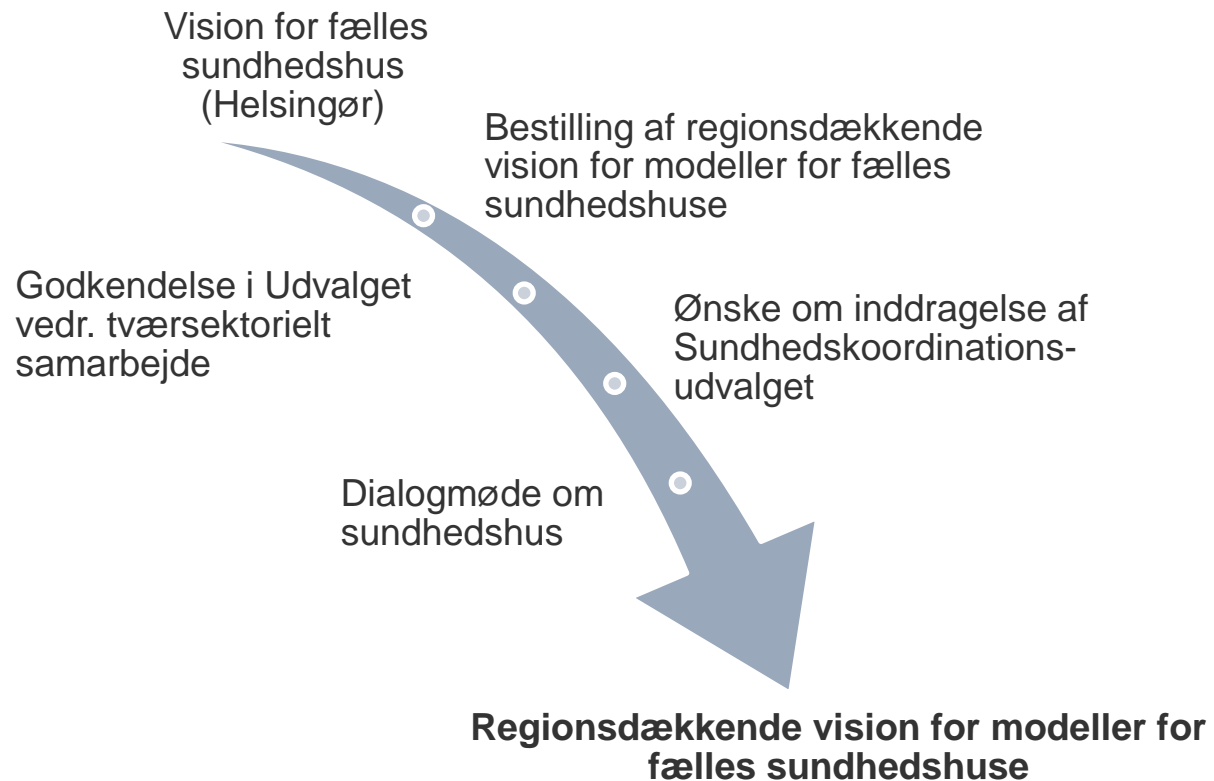 Vision for fælles
sundhedshus
(Helsingør)
Bestilling af regionsdækkende
vision for modeller for fælles
sundhedshuse
Godkendelse i Udvalget
vedr. tværsektorielt
samarbejde
Ønske om inddragelse af
Sundhedskoordinations-
udvalget
Dialogmøde om
sundhedshus
Regionsdækkende vision for modeller for
fælles sundhedshuse